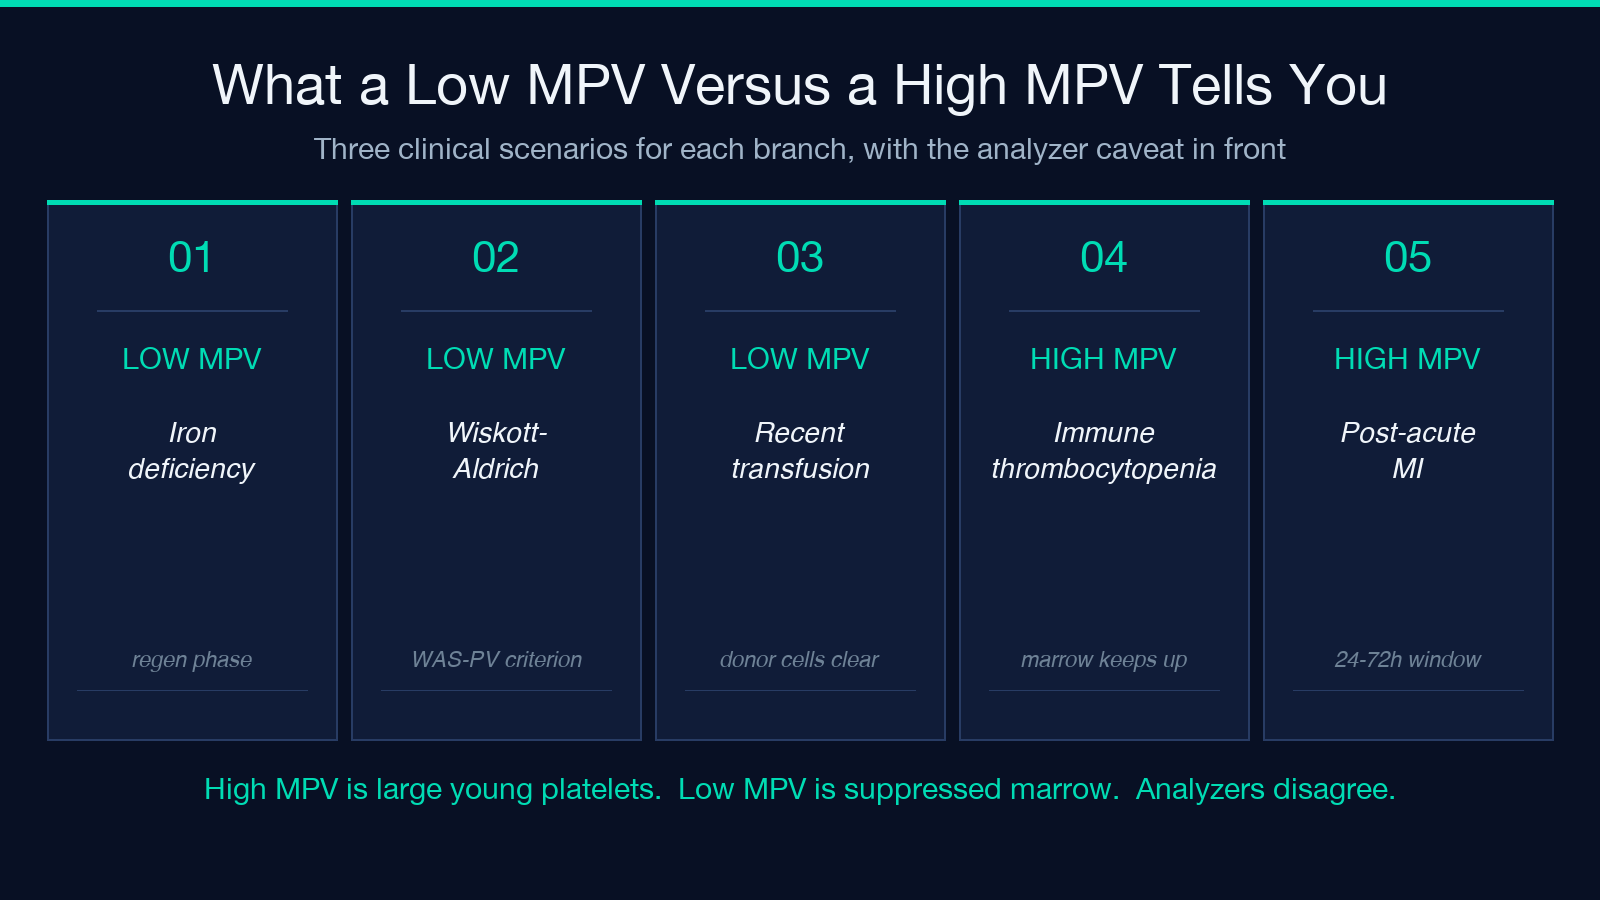 What a Low MPV Versus a High MPV Tells You
Three clinical scenarios for each branch, with the analyzer caveat in front
01
LOW MPV
Iron
deficiency
regen phase
02
LOW MPV
Wiskott-
Aldrich
WAS-PV criterion
03
LOW MPV
Recent
transfusion
donor cells clear
04
HIGH MPV
Immune
thrombocytopenia
marrow keeps up
05
HIGH MPV
Post-acute
MI
24-72h window
High MPV is large young platelets.  Low MPV is suppressed marrow.  Analyzers disagree.